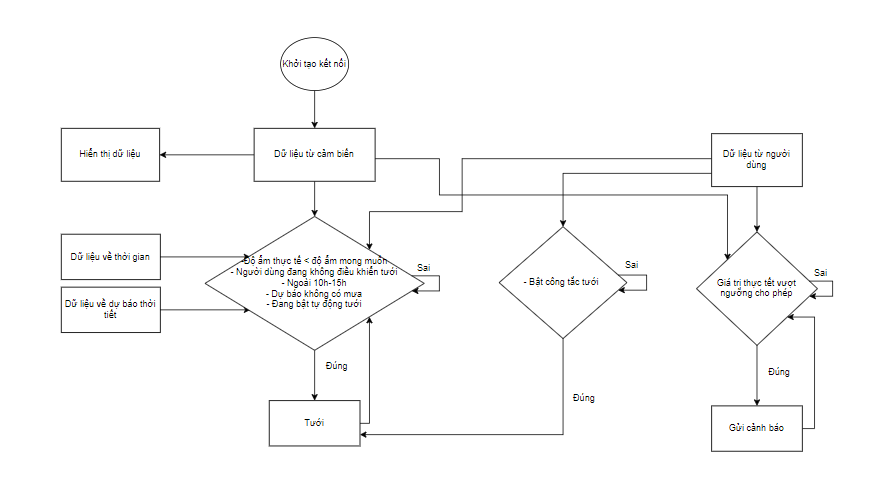 Khởi tạo kết nối
Hiển thị dữ liệu
Dữ liệu từ cảm biến
Dữ liệu từ người
dùng
Dữ liệu về thời gian
Dữ liệu về dự báo thời
tiết
-Độ ẩm thực tế < độ ẩm mong muốn
- Người dùng đang không điều khiển tưới
- Ngoài 10h-15h
- Dự báo không có mưa
- Đang bật tự động tưới
Sai
- Bật công tắc tưới
Sai
Giá trị thực tết vượt
ngưỡng cho phép
Sai
Đúng
Đúng
Đúng
Tưới
Gửi cảnh báo